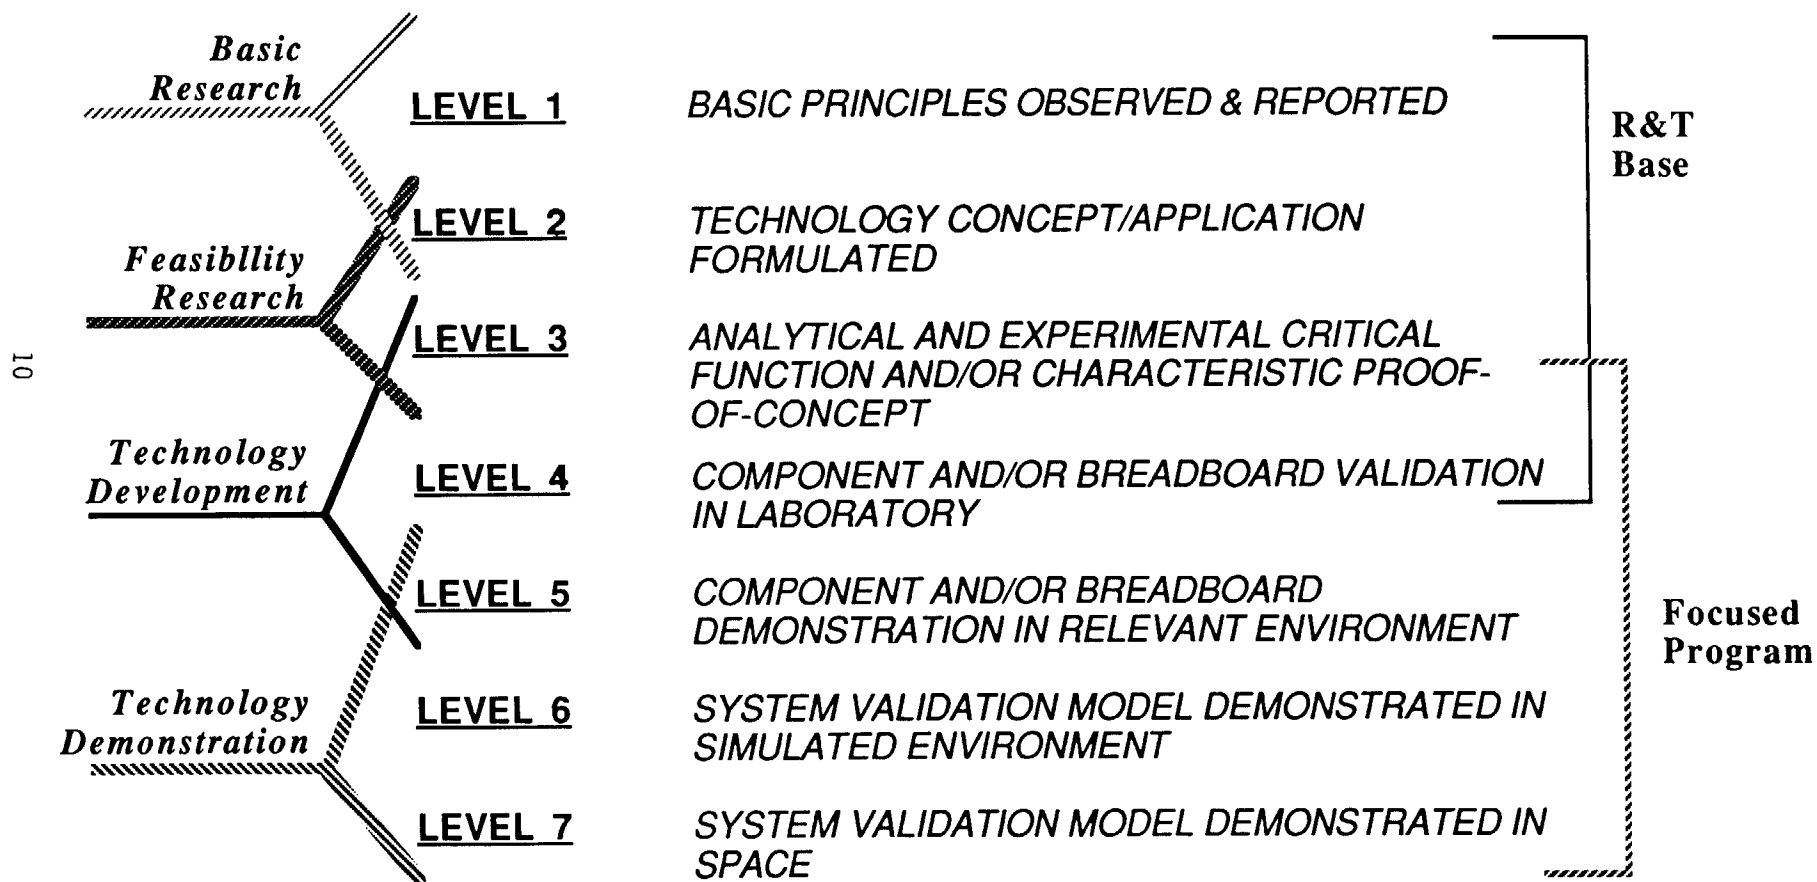 Basic
Research
LEVEL 1
BASIC PRINCIPLES OBSERVED & REPORTED
R&T
Base
LEVEL 2
TECHNOLOGY CONCEPT/APPLICATION
FORMULATED
Feasibllity
Research
LEVEL 3
ANALYTICAL AND EXPERIMENTAL CRITICAL
FUNCTION AND/OR CHARACTERISTIC PROOF-
OF-CONCEPT
10
Technology
Development
LEVEL 4
COMPONENT AND/OR BREADBOARD VALIDATION
IN LABORATORY
LEVEL 5
COMPONENT AND/OR BREADBOARD
DEMONSTRATION IN RELEVANT ENVIRONMENT
Focused
Program
Technology
Demonstration
LEVEL 6
SYSTEM VALIDATION MODEL DEMONSTRATED IN
SIMULATED ENVIRONMENT
LEVEL 7
SYSTEM VALIDATION MODEL DEMONSTRATED IN
SPACE